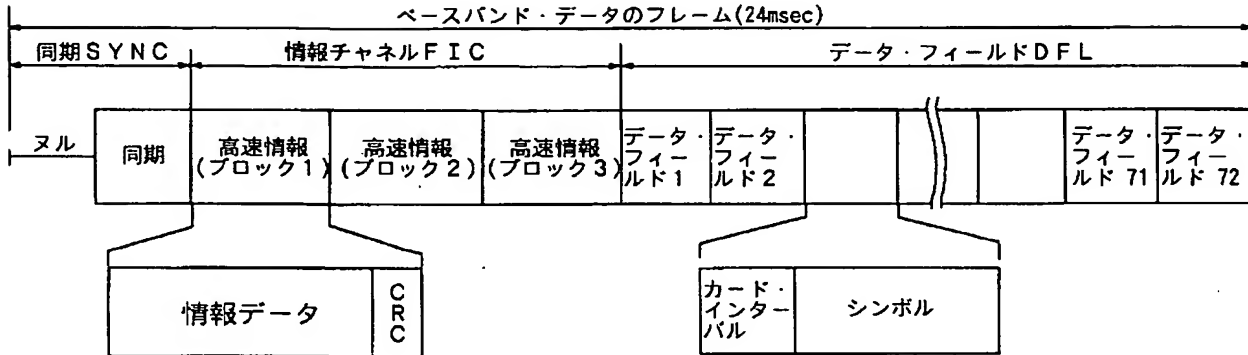 ベースバンド・データのフレーム(24msec)
同期SYNC
情報チャネルFIC
データ・フィールドDFL
ヌル
同期
高速情報
(ブロック1)
高速情報
(ブロック2)
高速情報
(ブロック3)
データ・
フィー
ルド1
データ・
フィー
ルド2
データ・
フィー
ルド 71
データ・
フィー
ルド 72
情報データ
C
R
C
カード・
インター
バル
シンボル